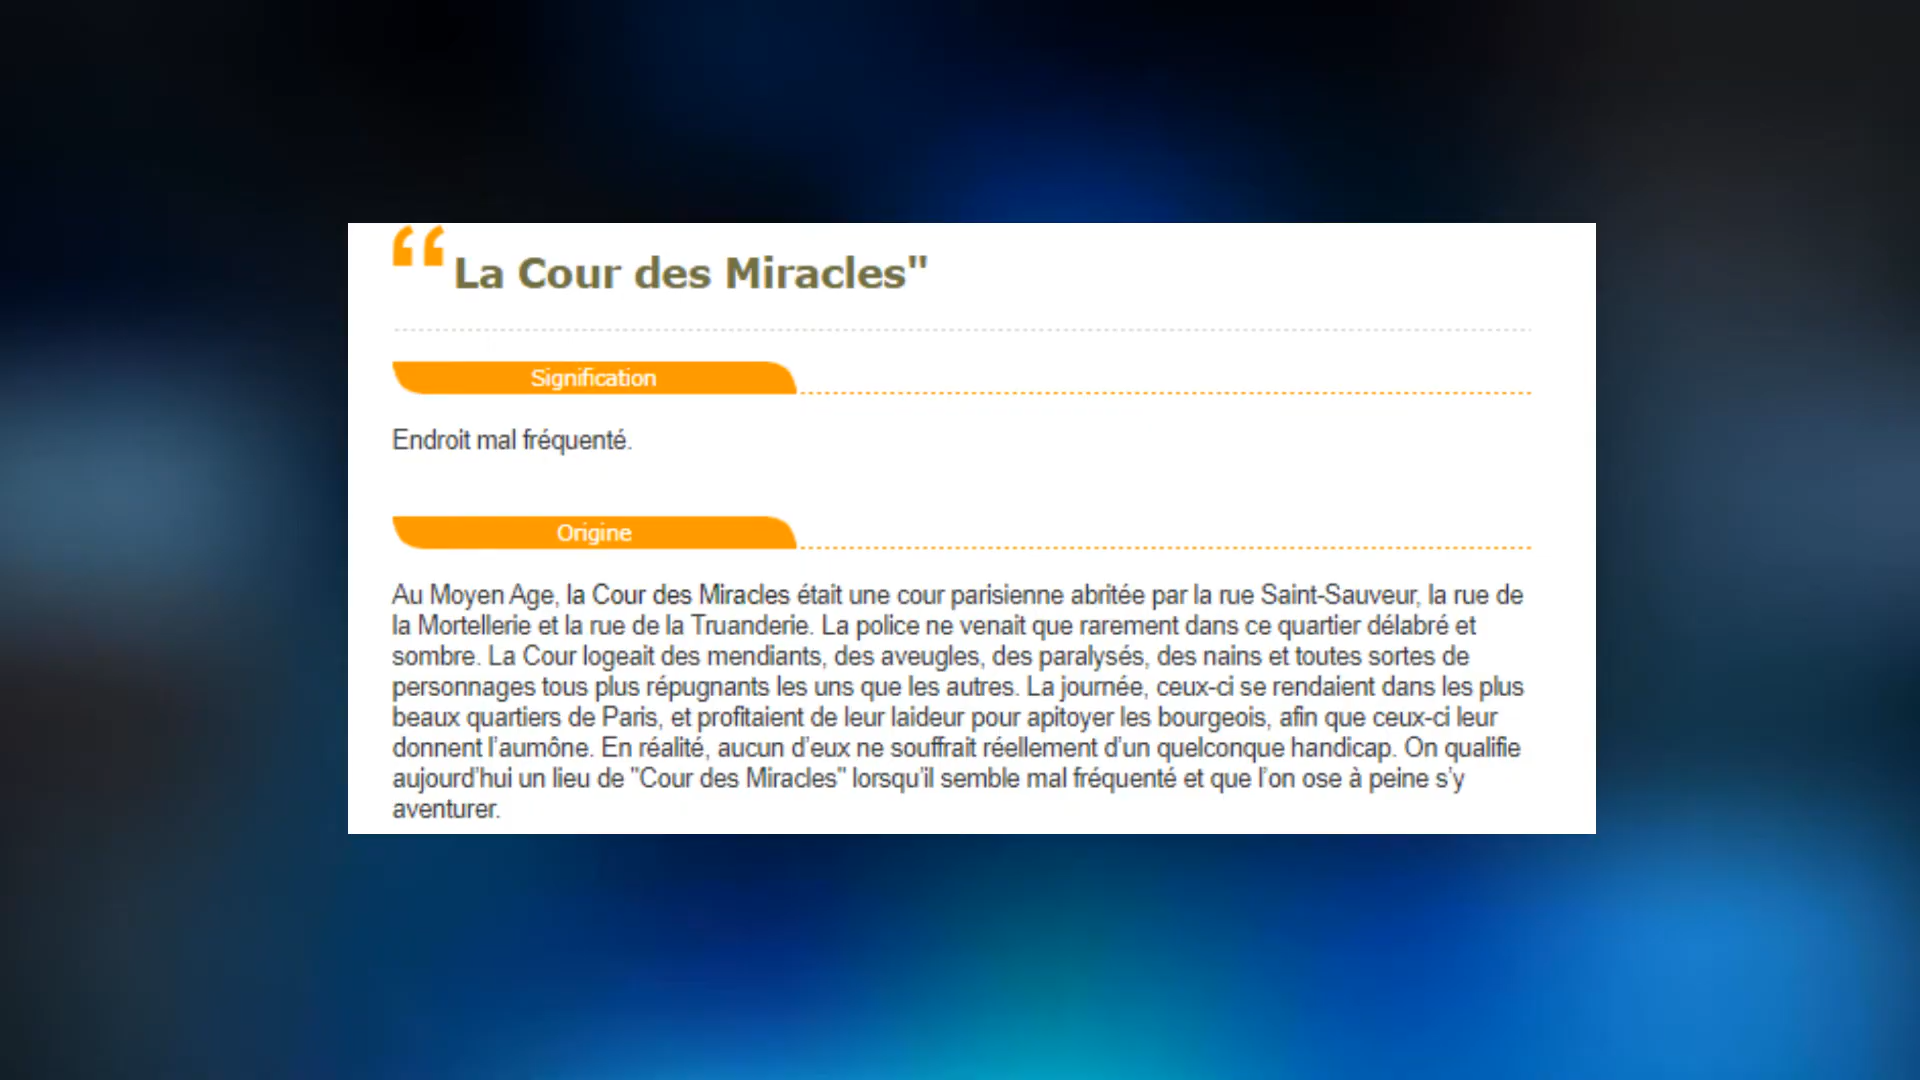 “La Cour des Miracles"
Signification
Endroit mal fréquenté.
Origine
Au Moyen Age, la Cour des Miracles était une cour parisienne abritée par la rue Saint-Sauveur, la rue de
la Mortellerie et la rue de la Truanderie. La police ne venait que rarement dans ce quartier délabré et
sombre. La Cour logeait des mendiants, des aveugles, des paralysés, des nains et toutes sortes de
personnages tous plus répugnants les uns que les autres. La journée, ceux-ci se rendaient dans les plus
beaux quartiers de Paris, et profitaient de leur laideur pour apitoyer les bourgeois, afin que ceux-ci leur
donnent l’aumône. En réalité, aucun d’eux ne souffrait réellement d’un quelconque handicap. On qualifie
aujourd’hui un lieu de "Cour des Miracles" lorsqu’il semble mal fréquenté et que l’on ose à peine s’y
aventurer.